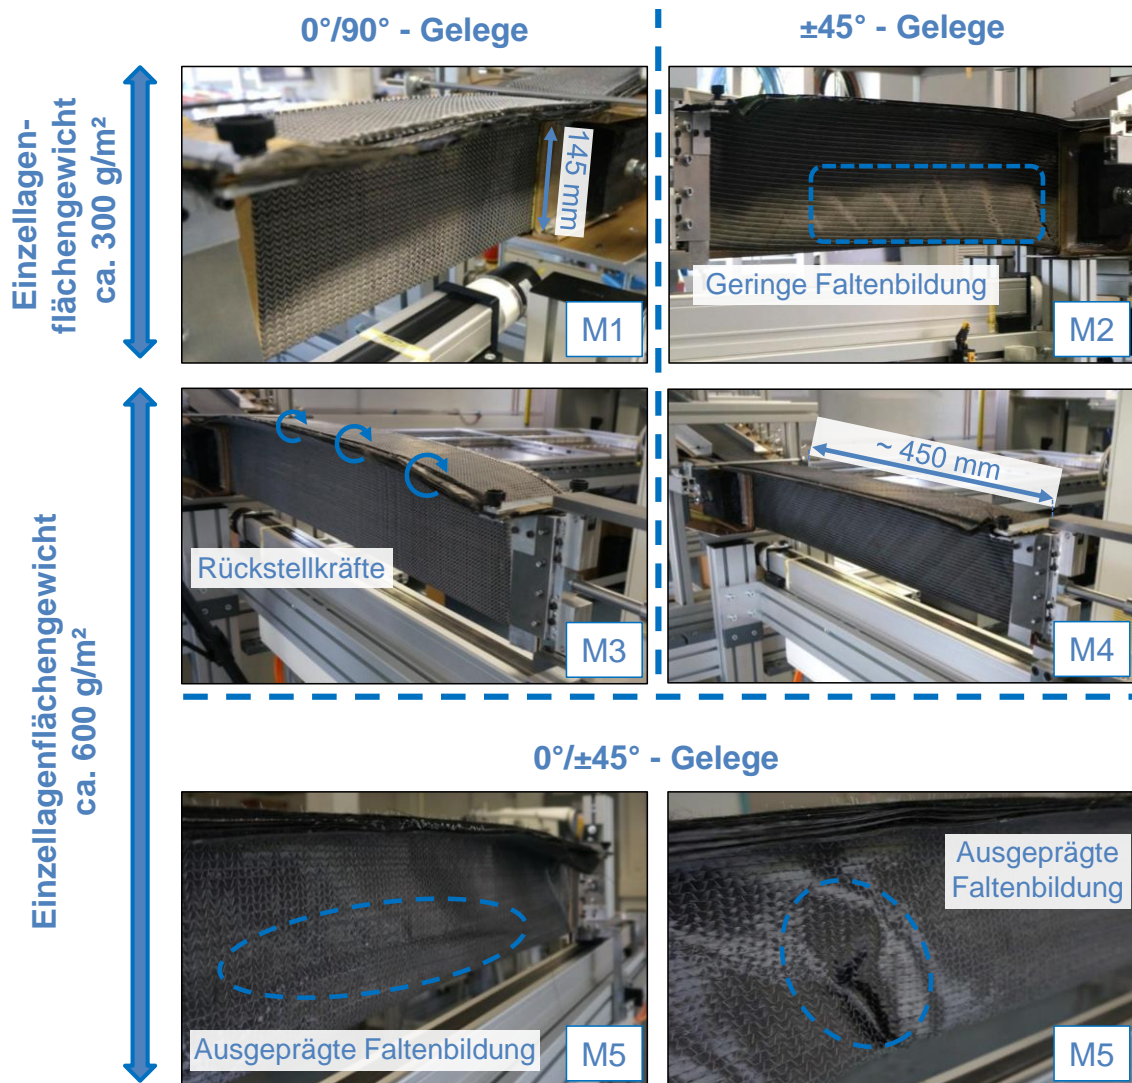 0°/90° - Gelege
±45° - Gelege
Einzellagen-
flächengewicht
ca. 300 g/m²
145 mm
M1
Geringe Faltenbildung
M2
Einzellagenflächengewicht
ca. 600 g/m²
Rückstellkräfte
M3
~ 450 mm
M4
0°/±45° - Gelege
Ausgeprägte Faltenbildung
M5
Ausgeprägte
Faltenbildung
M5